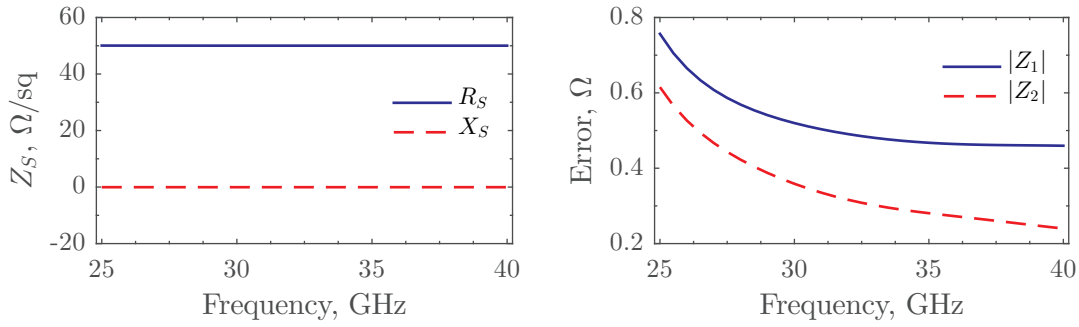 60
40
20
0
-20
Z_S, Ω/sq
R_S
X_S
25 30 35 40
Frequency, GHz
0.8
0.6
0.4
0.2
Error, Ω
|Z_1|
|Z_2|
25 30 35 40
Frequency, GHz